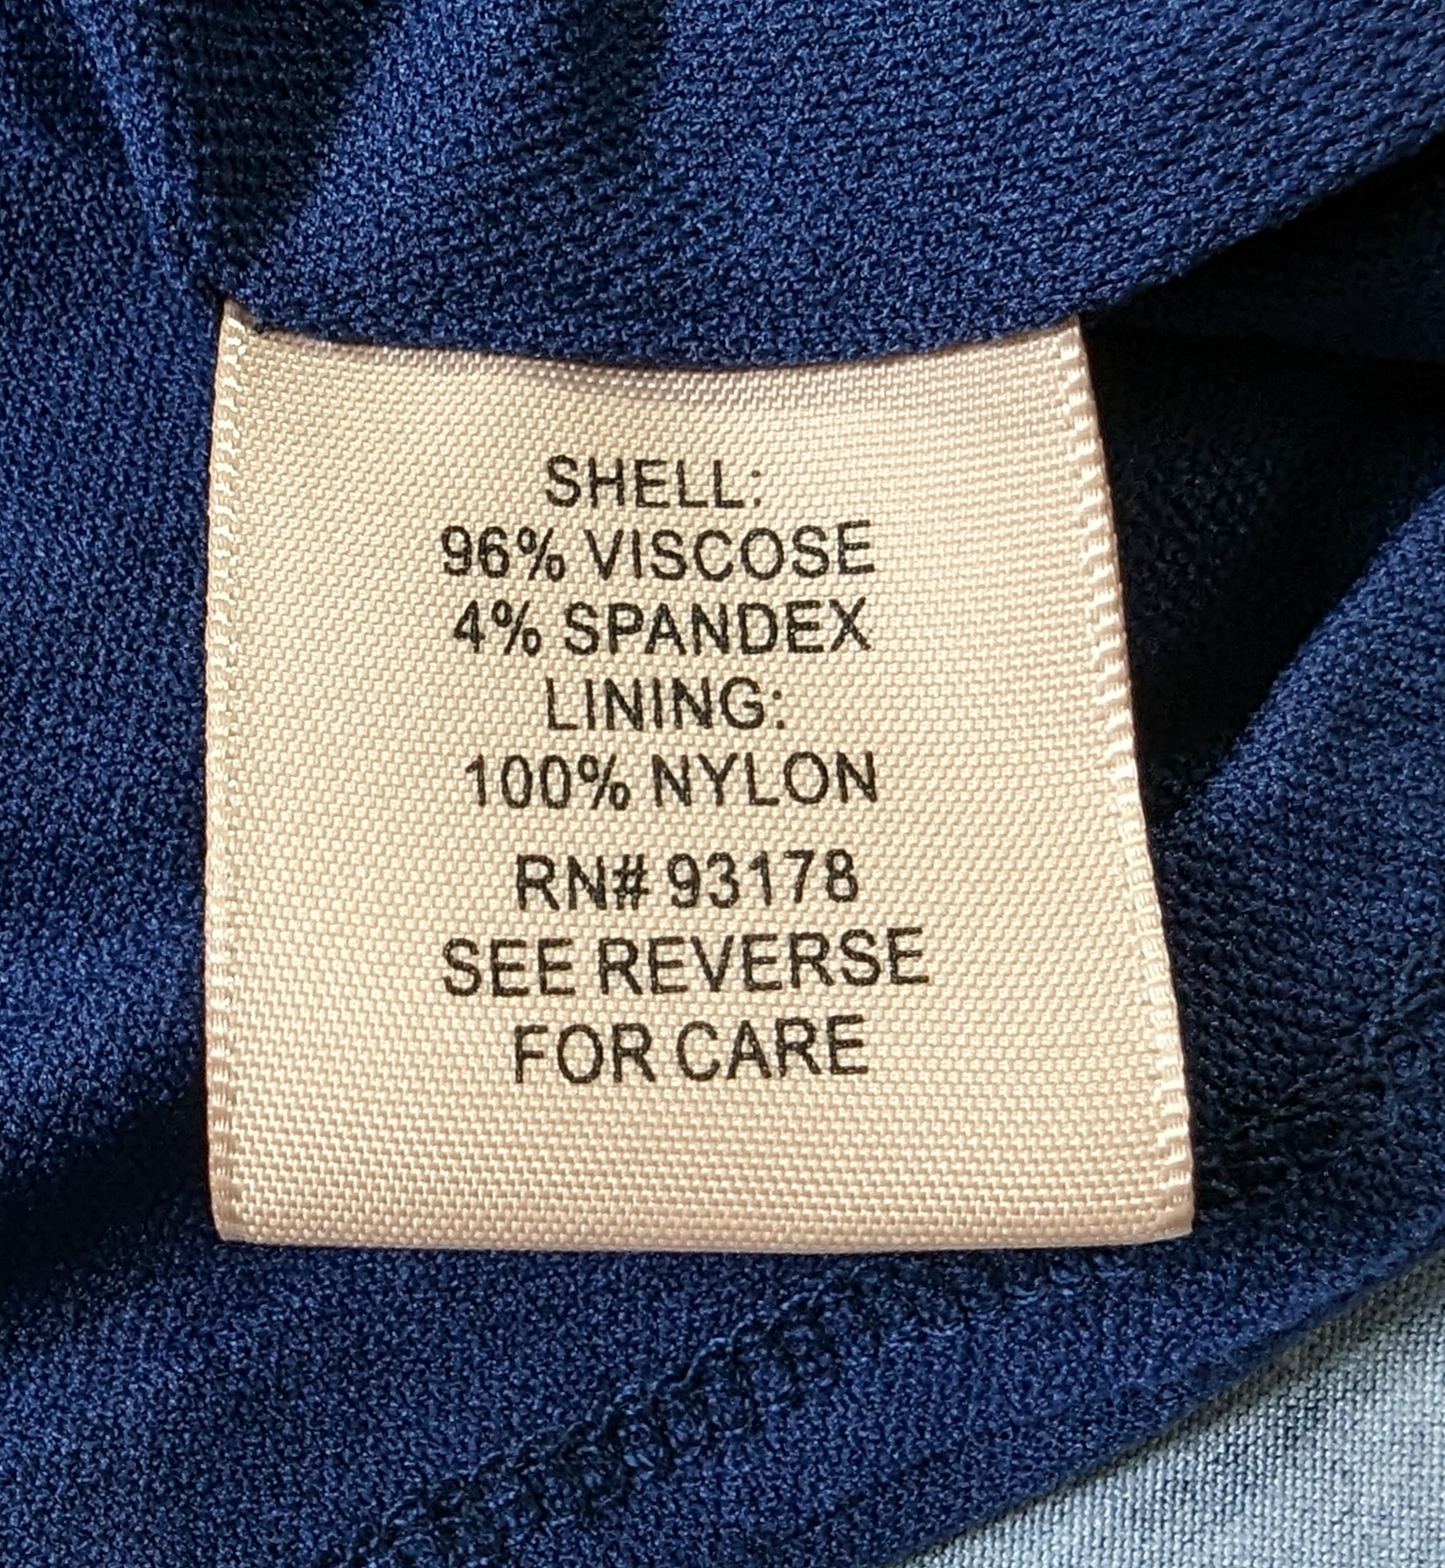 SHELL:
96% VISCOSE
4% SPANDEX
LINING:
100% NYLON
RN# 93178
SEE REVERSE
FOR CARE